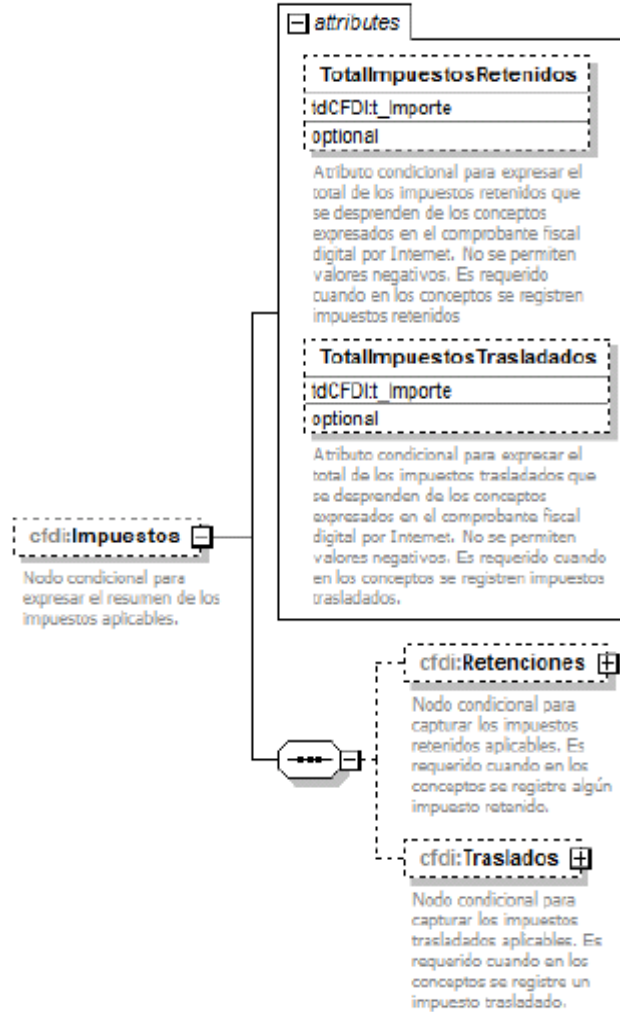 attributes
TotalImpuestosRetenidos
tdCFDI:t_Importe
optional
Atributo condicional para expresar el
total de los impuestos retenidos que
se desprenden de los conceptos
expresados en el comprobante fiscal
digital por Internet. No se permiten
valores negativos. Es requerido
cuando en los conceptos se registren
impuestos retenidos
TotalImpuestosTrasladados
tdCFDI:t_Importe
optional
Atributo condicional para expresar el
total de los impuestos trasladados que
se desprenden de los conceptos
expresados en el comprobante fiscal
digital por Internet. No se permiten
valores negativos. Es requerido cuando
en los conceptos se registren impuestos
trasladados.
cfdi:Impuestos
Nodo condicional para
expresar el resumen de los
impuestos aplicables.
cfdi:Retenciones
Nodo condicional para
capturar los impuestos
retenidos aplicables. Es
requerido cuando en los
conceptos se registre algún
impuesto retenido.
cfdi:Traslados
Nodo condicional para
capturar los impuestos
trasladados aplicables. Es
requerido cuando en los
conceptos se registre un
impuesto trasladado.